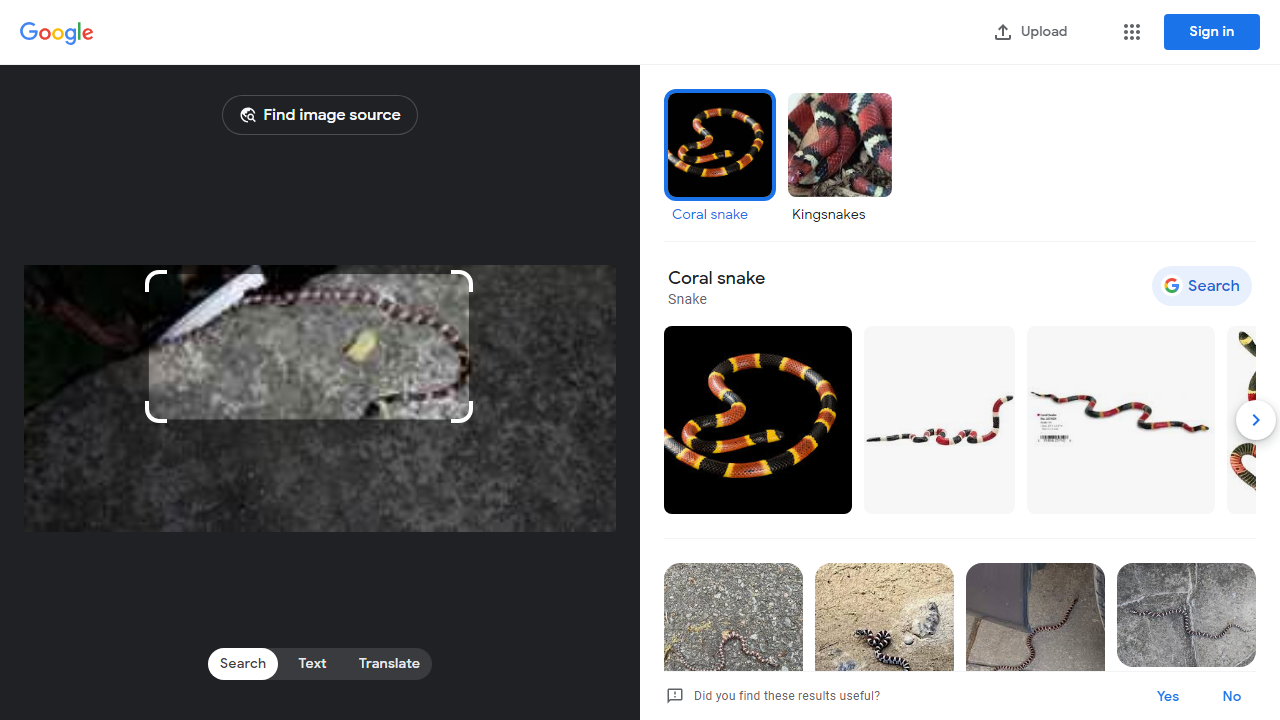 Google
Upload
Sign in
Find image source
Coral snake
Kingsnakes
Coral snake
Snake
Search
Search
Text
Translate
Did you find these results useful?
Yes
No